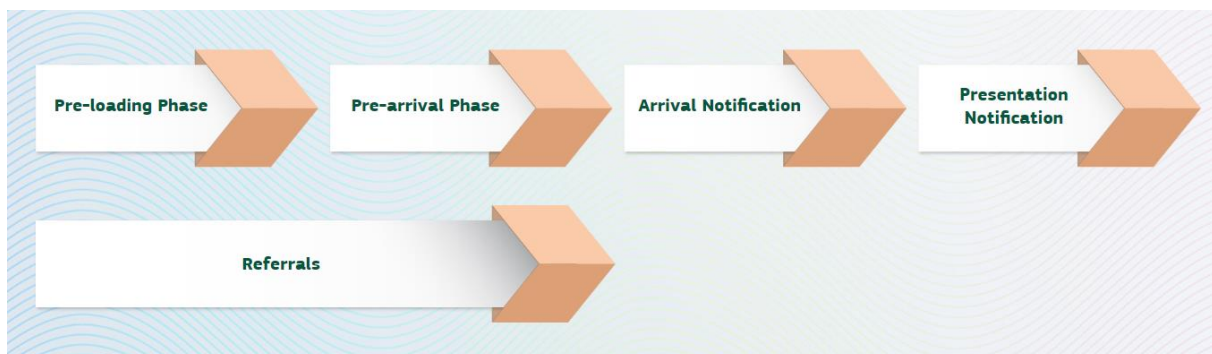 Pre-loading Phase
Pre-arrival Phase
Arrival Notification
Presentation
Notification
Referrals